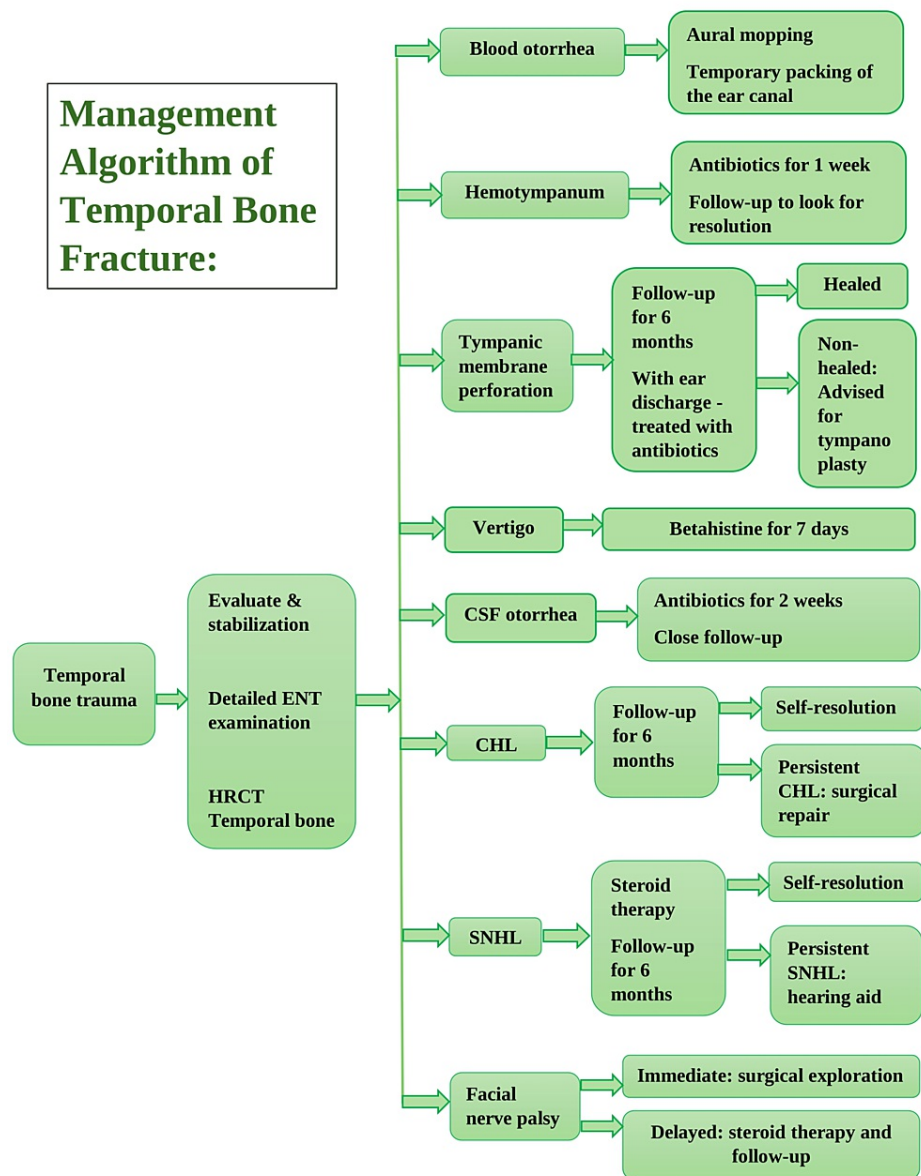 Management
Algorithm of
Temporal Bone
Fracture:
Temporal
bone trauma
Evaluate &
stabilization
Detailed ENT
examination
HRCT
Temporal bone
Blood otorrhea
Aural mopping
Temporary packing of
the ear canal
Hemotympanum
Antibiotics for 1 week
Follow-up to look for
resolution
Tympanic
membrane
perforation
Follow-up
for 6
months
With ear
discharge -
treated with
antibiotics
Healed
Non-
healed:
Advised
for
tympano
plasty
Vertigo
Betahistine for 7 days
CSF otorrhea
Antibiotics for 2 weeks
Close follow-up
CHL
Follow-up
for 6
months
Self-resolution
Persistent
CHL: surgical
repair
SNHL
Steroid
therapy
Follow-up
for 6
months
Self-resolution
Persistent
SNHL:
hearing aid
Facial
nerve palsy
Immediate: surgical exploration
Delayed: steroid therapy and
follow-up